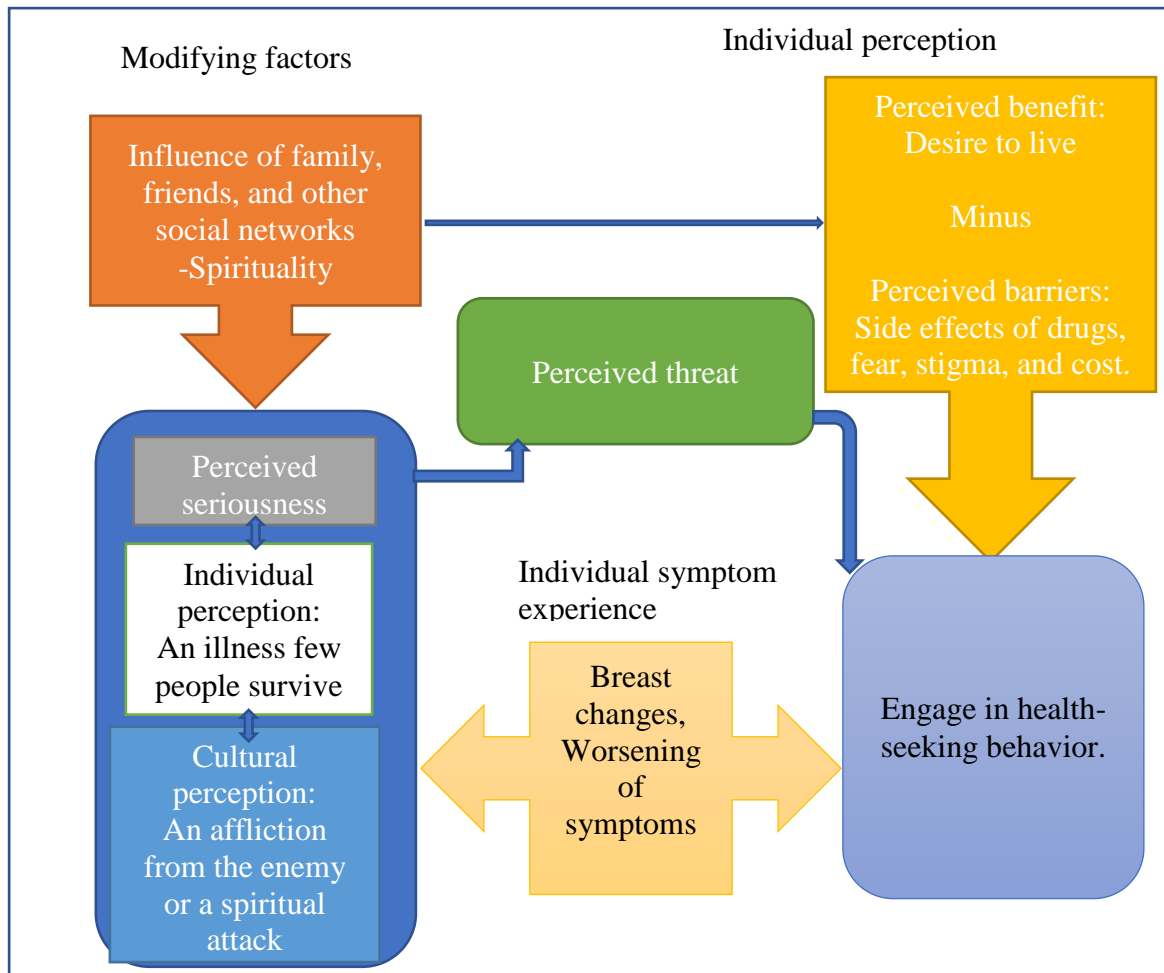 Modifying factors
Individual perception
Influence of family,
friends, and other
social networks
-Spirituality
Perceived benefit:
Desire to live
Minus
Perceived barriers:
Side effects of drugs,
fear, stigma, and cost.
Perceived threat
Perceived
seriousness
Individual
perception:
An illness few
people survive
Cultural
perception:
An affliction
from the enemy
or a spiritual
attack
Individual symptom
experience
Breast
changes,
Worsening
of
symptoms
Engage in health-
seeking behavior.